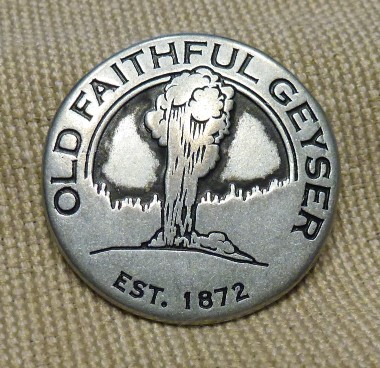 OLD FAITHFUL GEYSER
EST. 1872